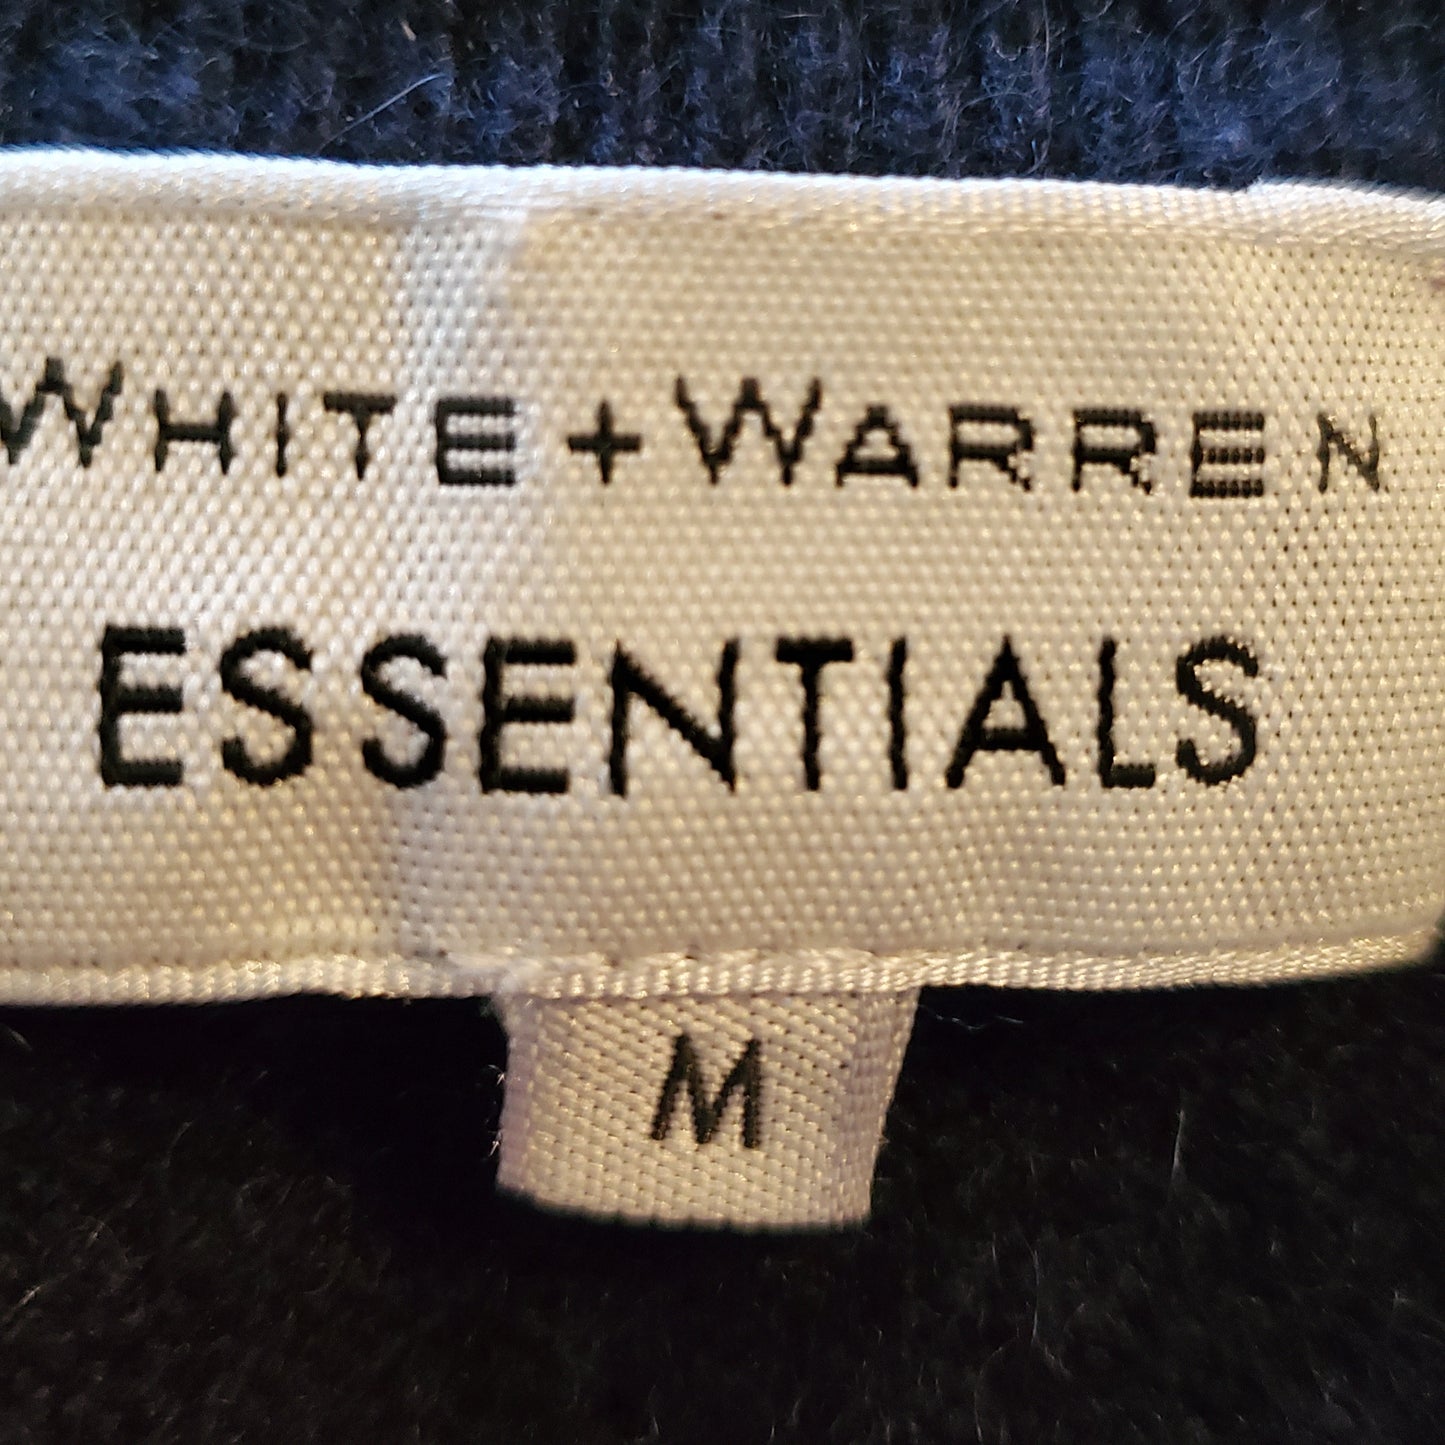 WHITE + WARREN
ESSENTIALS
M